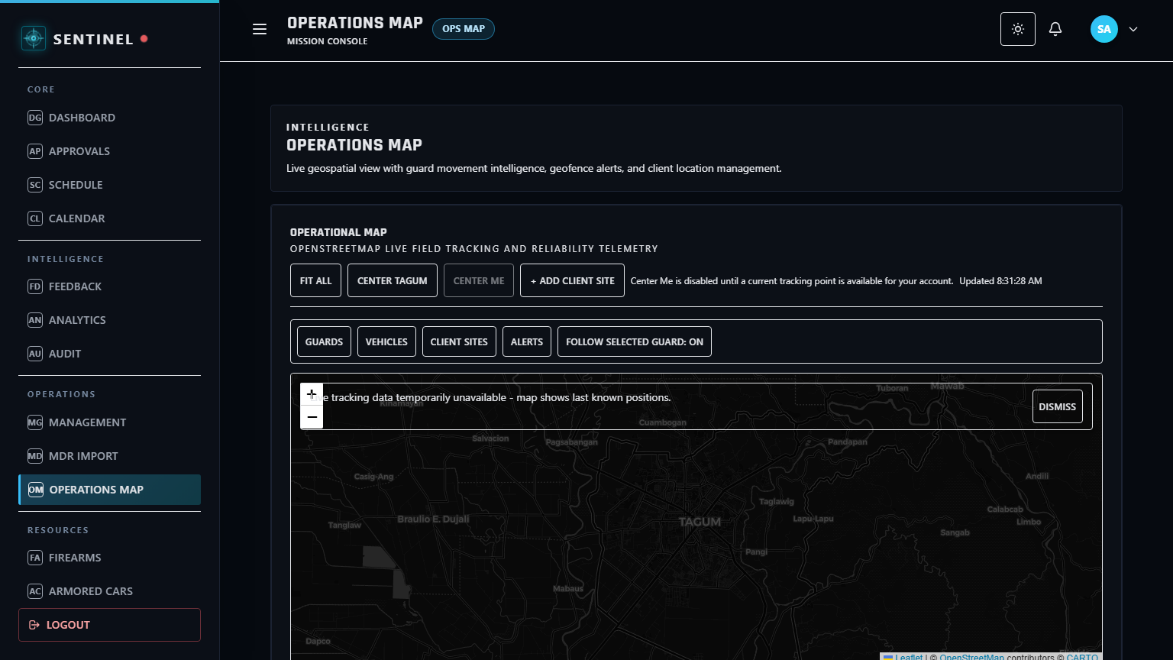 SENTINEL
CORE
DG DASHBOARD
AP APPROVALS
SC SCHEDULE
CL CALENDAR
INTELLIGENCE
FD FEEDBACK
AN ANALYTICS
AU AUDIT
OPERATIONS
MG MANAGEMENT
MD MDR IMPORT
OM OPERATIONS MAP
RESOURCES
FA FIREARMS
AC ARMORED CARS
LOGOUT
OPERATIONS MAP
MISSION CONSOLE
OPS MAP
SA
INTELLIGENCE
OPERATIONS MAP
Live geospatial view with guard movement intelligence, geofence alerts, and client location management.
OPERATIONAL MAP
OPENSTREETMAP LIVE FIELD TRACKING AND RELIABILITY TELEMETRY
FIT ALL CENTER TAGUM CENTER ME + ADD CLIENT SITE Center Me is disabled until a current tracking point is available for your account. Updated 8:31:28 AM
GUARDS VEHICLES CLIENT SITES ALERTS FOLLOW SELECTED GUARD: ON
+
−
tracking data temporarily unavailable - map shows last known positions.
DISMISS
Tuboran Mawab
Cuambogan
Salvacion Pagsabangan Pandapan
Casig-Ang Andili
Taglawig Calabcab
Tanglaw Braulio E. Dujali TAGUM Lapu-Lapu Limbo
Sangab
Pangi
Mabaus
Dapco
Leaflet | © OpenStreetMap contributors © CARTO